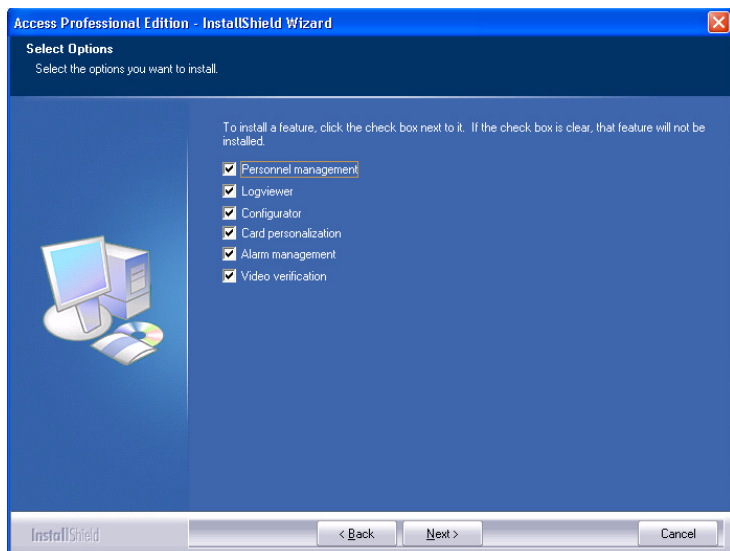 Access Professional Edition - InstallShield Wizard
Select Options
Select the options you want to install.
To install a feature, click the check box next to it. If the check box is clear, that feature will not be
installed.
Personnel management
Logviewer
Configurator
Card personalization
Alarm management
Video verification
InstallShield
< Back
Next >
Cancel